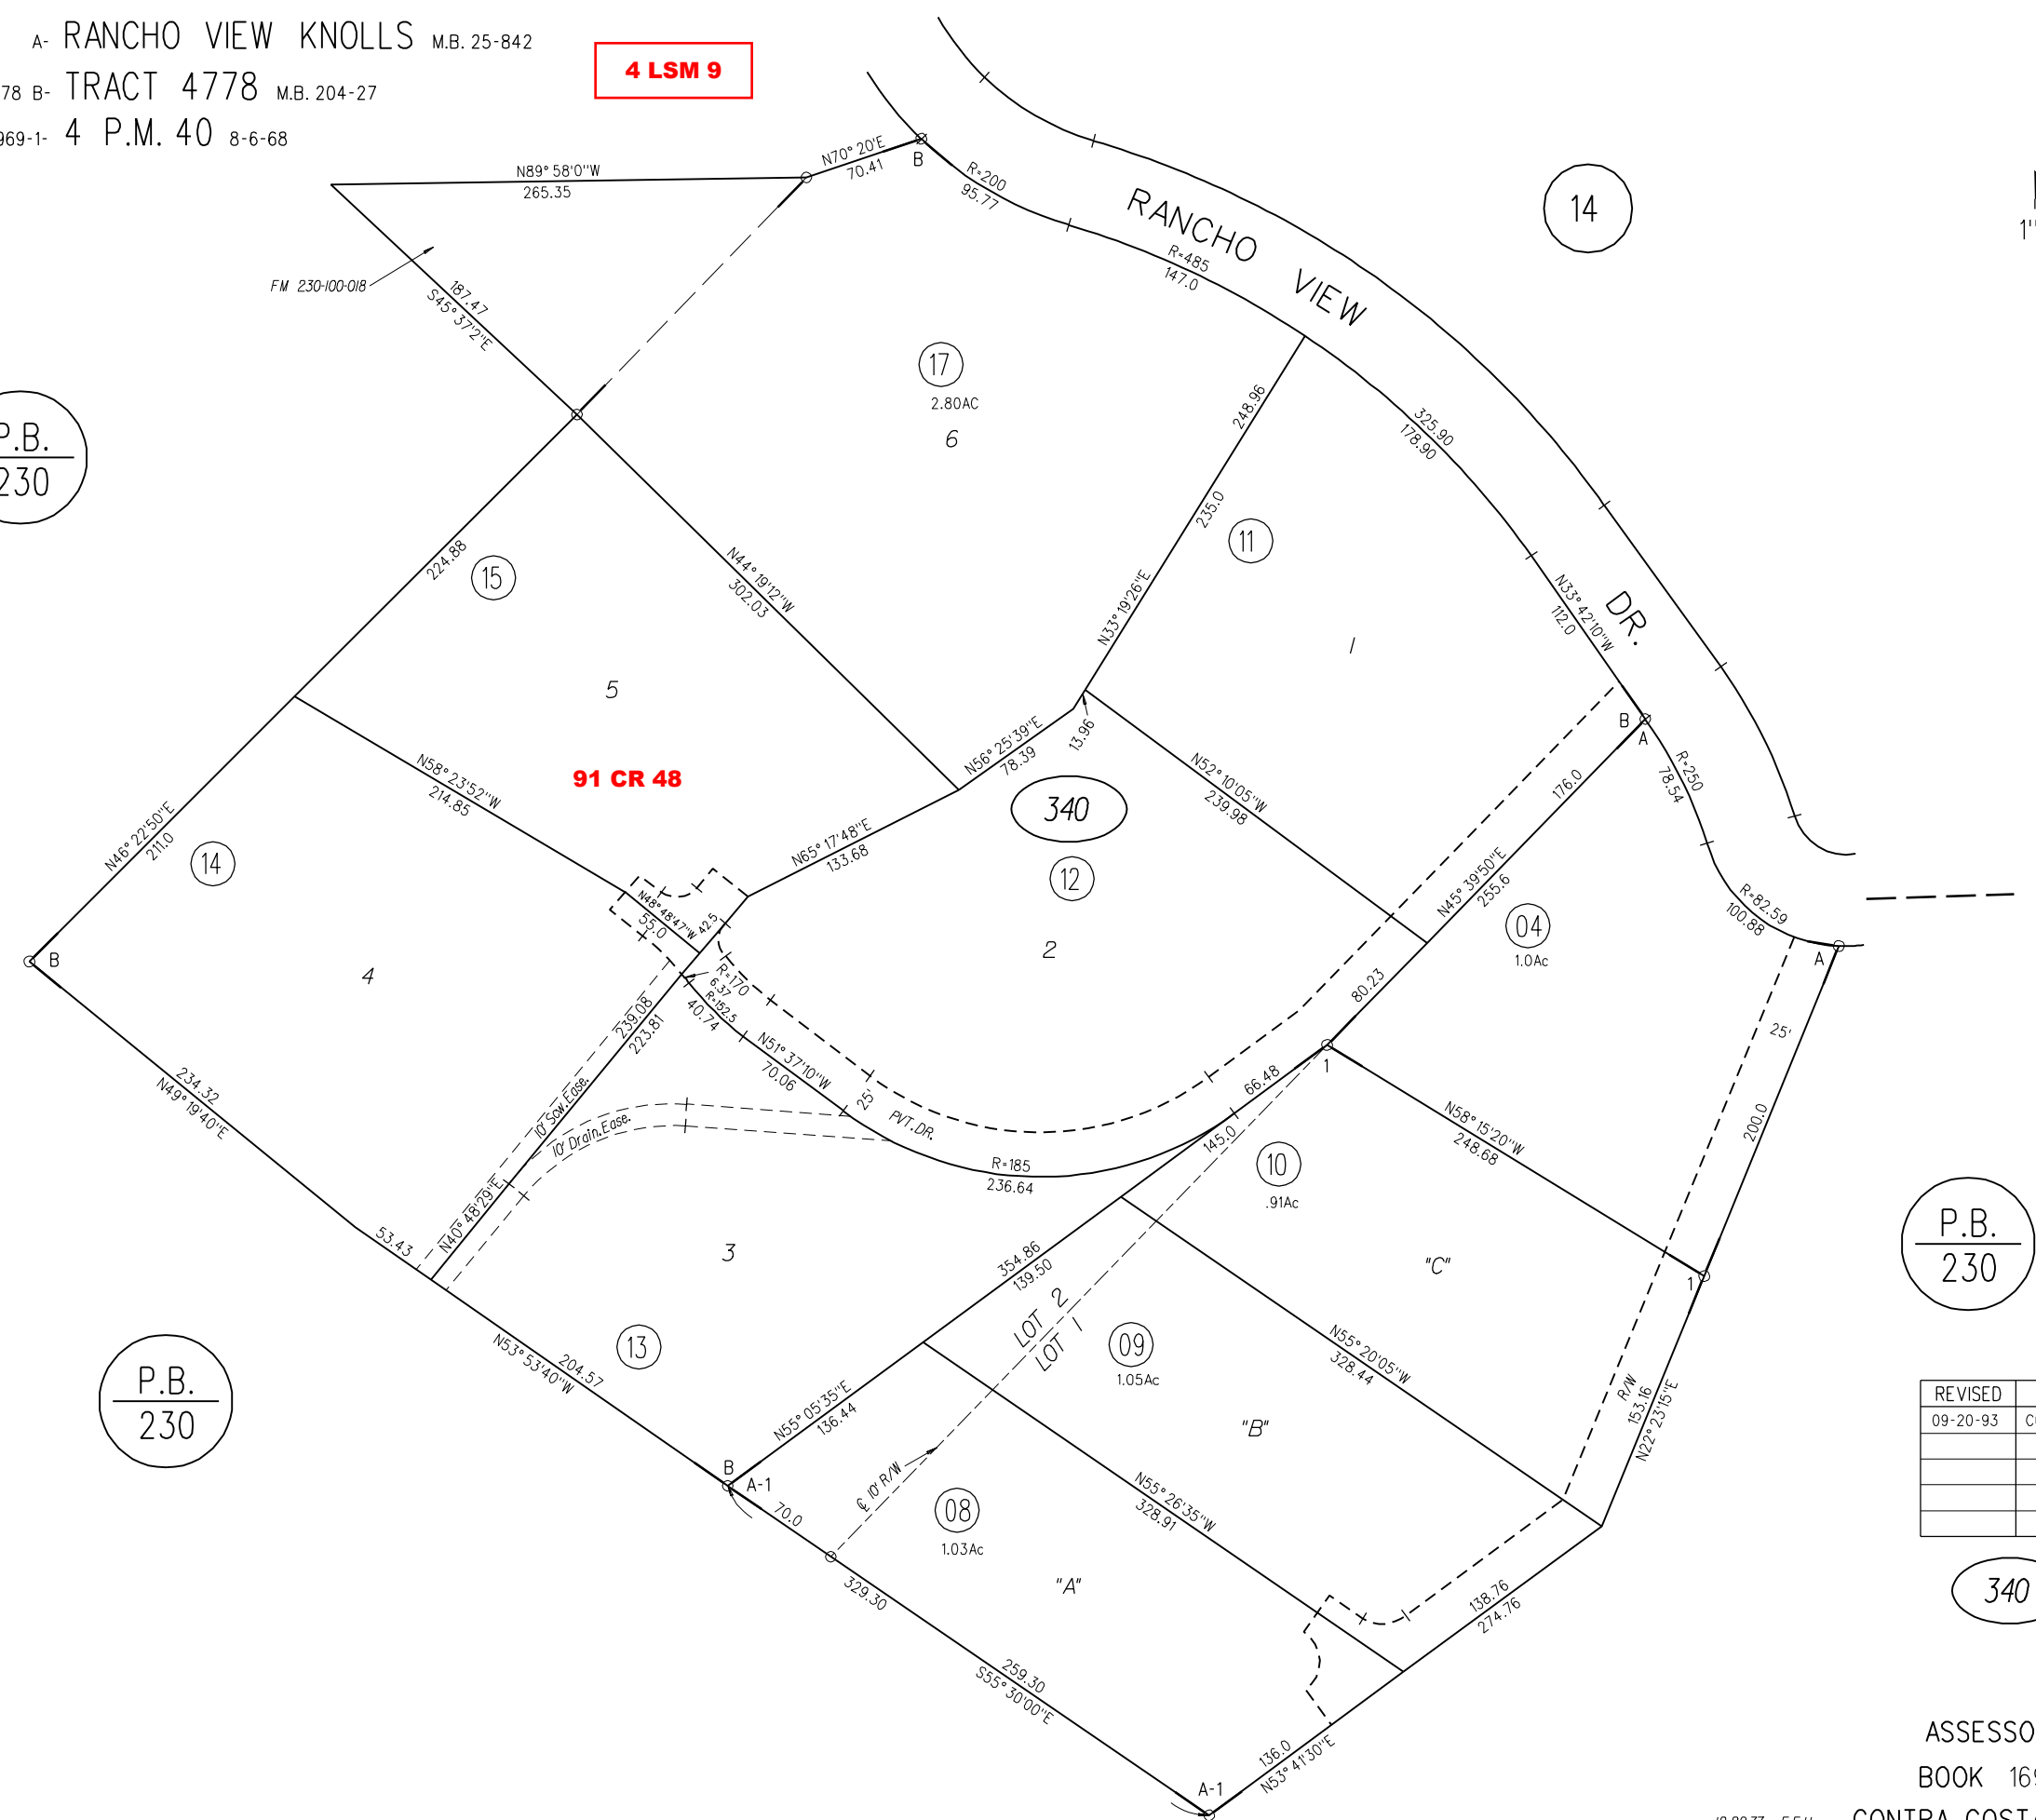 A- RANCHO VIEW KNOLLS M.B. 25-842
78 B- TRACT 4778 M.B. 204-27
969-1- 4 P.M. 40 8-6-68
4 LSM 9
N89° 58'0"W
265.35
N70° 20'E
70.41
B
R=200
95.77
RANCHO VIEW DR.
14
1"
FM 230-100-018
187.47
S45° 37'2"E
R=485
147.0
17
2.80AC
6
248.96
325.90
178.90
P.B.
230
235.0
11
224.88
15
N44° 19'12"W
302.03
N33° 19'26"E
N33° 42'10"W
112.0
1
5
B
A
91 CR 48
N58° 23'52"W
214.85
N56° 25'39"E
78.39
13.96
N52° 10'05"W
239.98
176.0
R=250
78.54
340
N46° 22'50"E
211.0
14
N65° 17'48"E
133.68
12
N45° 39'50"E
255.6
04
1.0Ac
R=82.59
100.88
A
N48° 48'47"W
55.0
42.5
2
B
4
R=170
6.37
R=152.5
40.74
80.23
25'
239.08
223.81
N51° 37'10"W
70.06
25'
PVT. DR.
66.48
1
234.32
N49° 19'40"E
10' Sew. Ease.
10' Drain. Ease.
R=185
236.64
145.0
10
.91Ac
N58° 15'20"W
248.68
200.0
P.B.
230
53.43
N40° 48'29"E
3
354.86
139.50
"C"
1
LOT 2
LOT 1
13
09
1.05Ac
N55° 20'05"W
328.44
P.B.
230
N53° 53'40"W
204.57
N55° 05'35"E
136.44
"B"
R/W
153.16
N22° 23'15"E
REVISED
09-20-93
B
A-1
70.0
℄ 10' R/W
08
1.03Ac
N55° 26'35"W
328.91
"A"
329.30
138.76
274.76
340
259.30
S55° 30'00"E
136.0
N53° 41'30"E
A-1
ASSESSO
BOOK 169
CONTRA COSTA